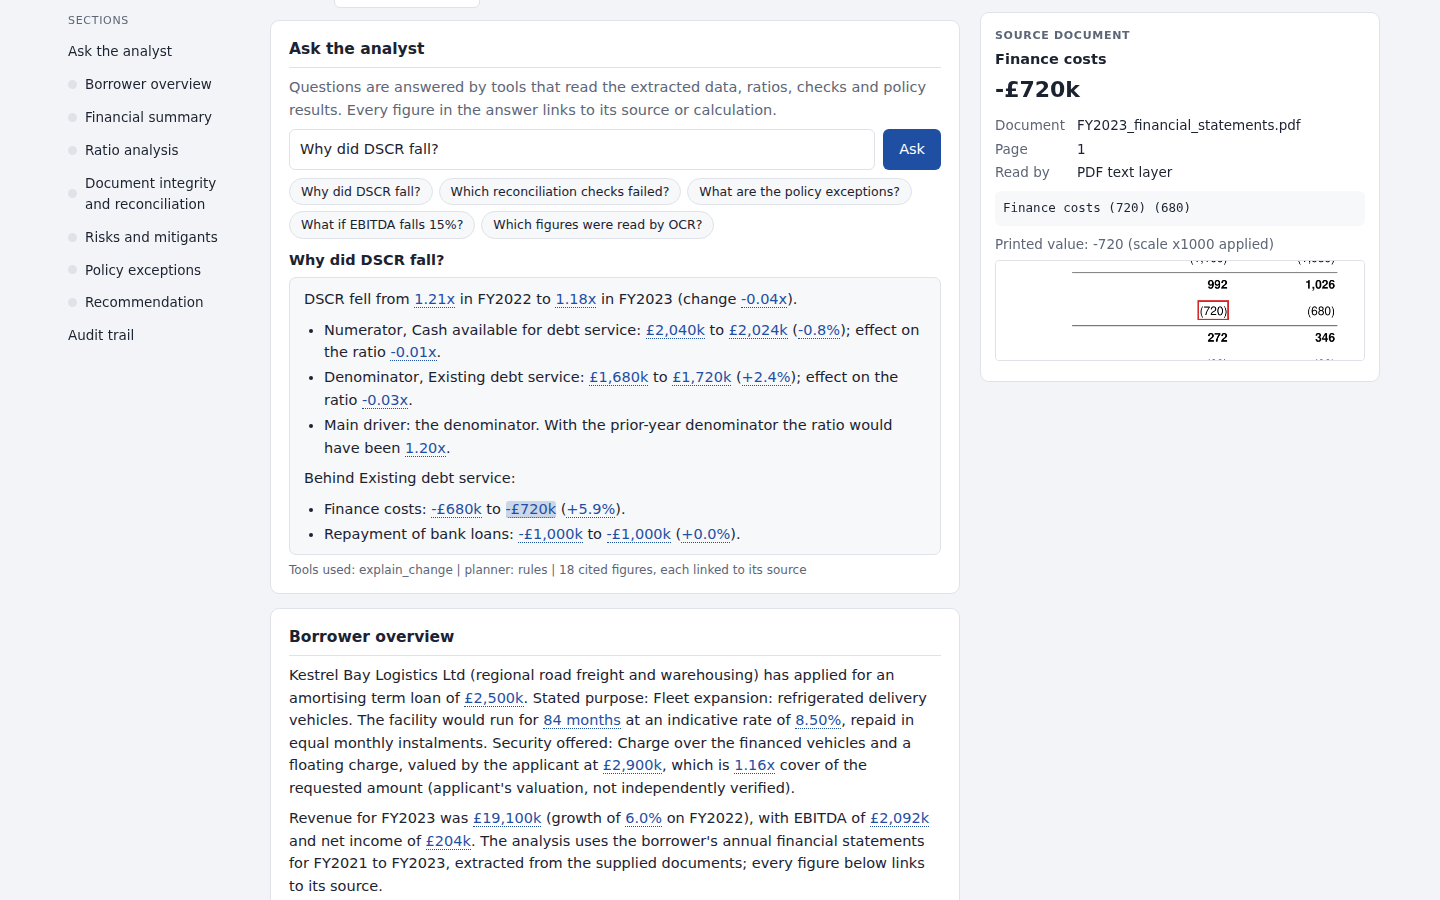 SECTIONS
Ask the analyst
Borrower overview
Financial summary
Ratio analysis
Document integrity
and reconciliation
Risks and mitigants
Policy exceptions
Recommendation
Audit trail
Ask the analyst
Questions are answered by tools that read the extracted data, ratios, checks and policy
results. Every figure in the answer links to its source or calculation.
Why did DSCR fall?
Ask
Why did DSCR fall? Which reconciliation checks failed? What are the policy exceptions?
What if EBITDA falls 15%? Which figures were read by OCR?
Why did DSCR fall?
DSCR fell from 1.21x in FY2022 to 1.18x in FY2023 (change -0.04x).
• Numerator, Cash available for debt service: £2,040k to £2,024k (-0.8%); effect on
the ratio -0.01x.
• Denominator, Existing debt service: £1,680k to £1,720k (+2.4%); effect on the
ratio -0.03x.
• Main driver: the denominator. With the prior-year denominator the ratio would
have been 1.20x.
Behind Existing debt service:
• Finance costs: -£680k to -£720k (+5.9%).
• Repayment of bank loans: -£1,000k to -£1,000k (+0.0%).
Tools used: explain_change | planner: rules | 18 cited figures, each linked to its source
Borrower overview
Kestrel Bay Logistics Ltd (regional road freight and warehousing) has applied for an
amortising term loan of £2,500k. Stated purpose: Fleet expansion: refrigerated delivery
vehicles. The facility would run for 84 months at an indicative rate of 8.50%, repaid in
equal monthly instalments. Security offered: Charge over the financed vehicles and a
floating charge, valued by the applicant at £2,900k, which is 1.16x cover of the
requested amount (applicant's valuation, not independently verified).
Revenue for FY2023 was £19,100k (growth of 6.0% on FY2022), with EBITDA of £2,092k
and net income of £204k. The analysis uses the borrower's annual financial statements
for FY2021 to FY2023, extracted from the supplied documents; every figure below links
to its source.
SOURCE DOCUMENT
Finance costs
-£720k
Document FY2023_financial_statements.pdf
Page 1
Read by PDF text layer
Finance costs (720) (680)
Printed value: -720 (scale x1000 applied)
992 1,026
(720) (680)
272 346